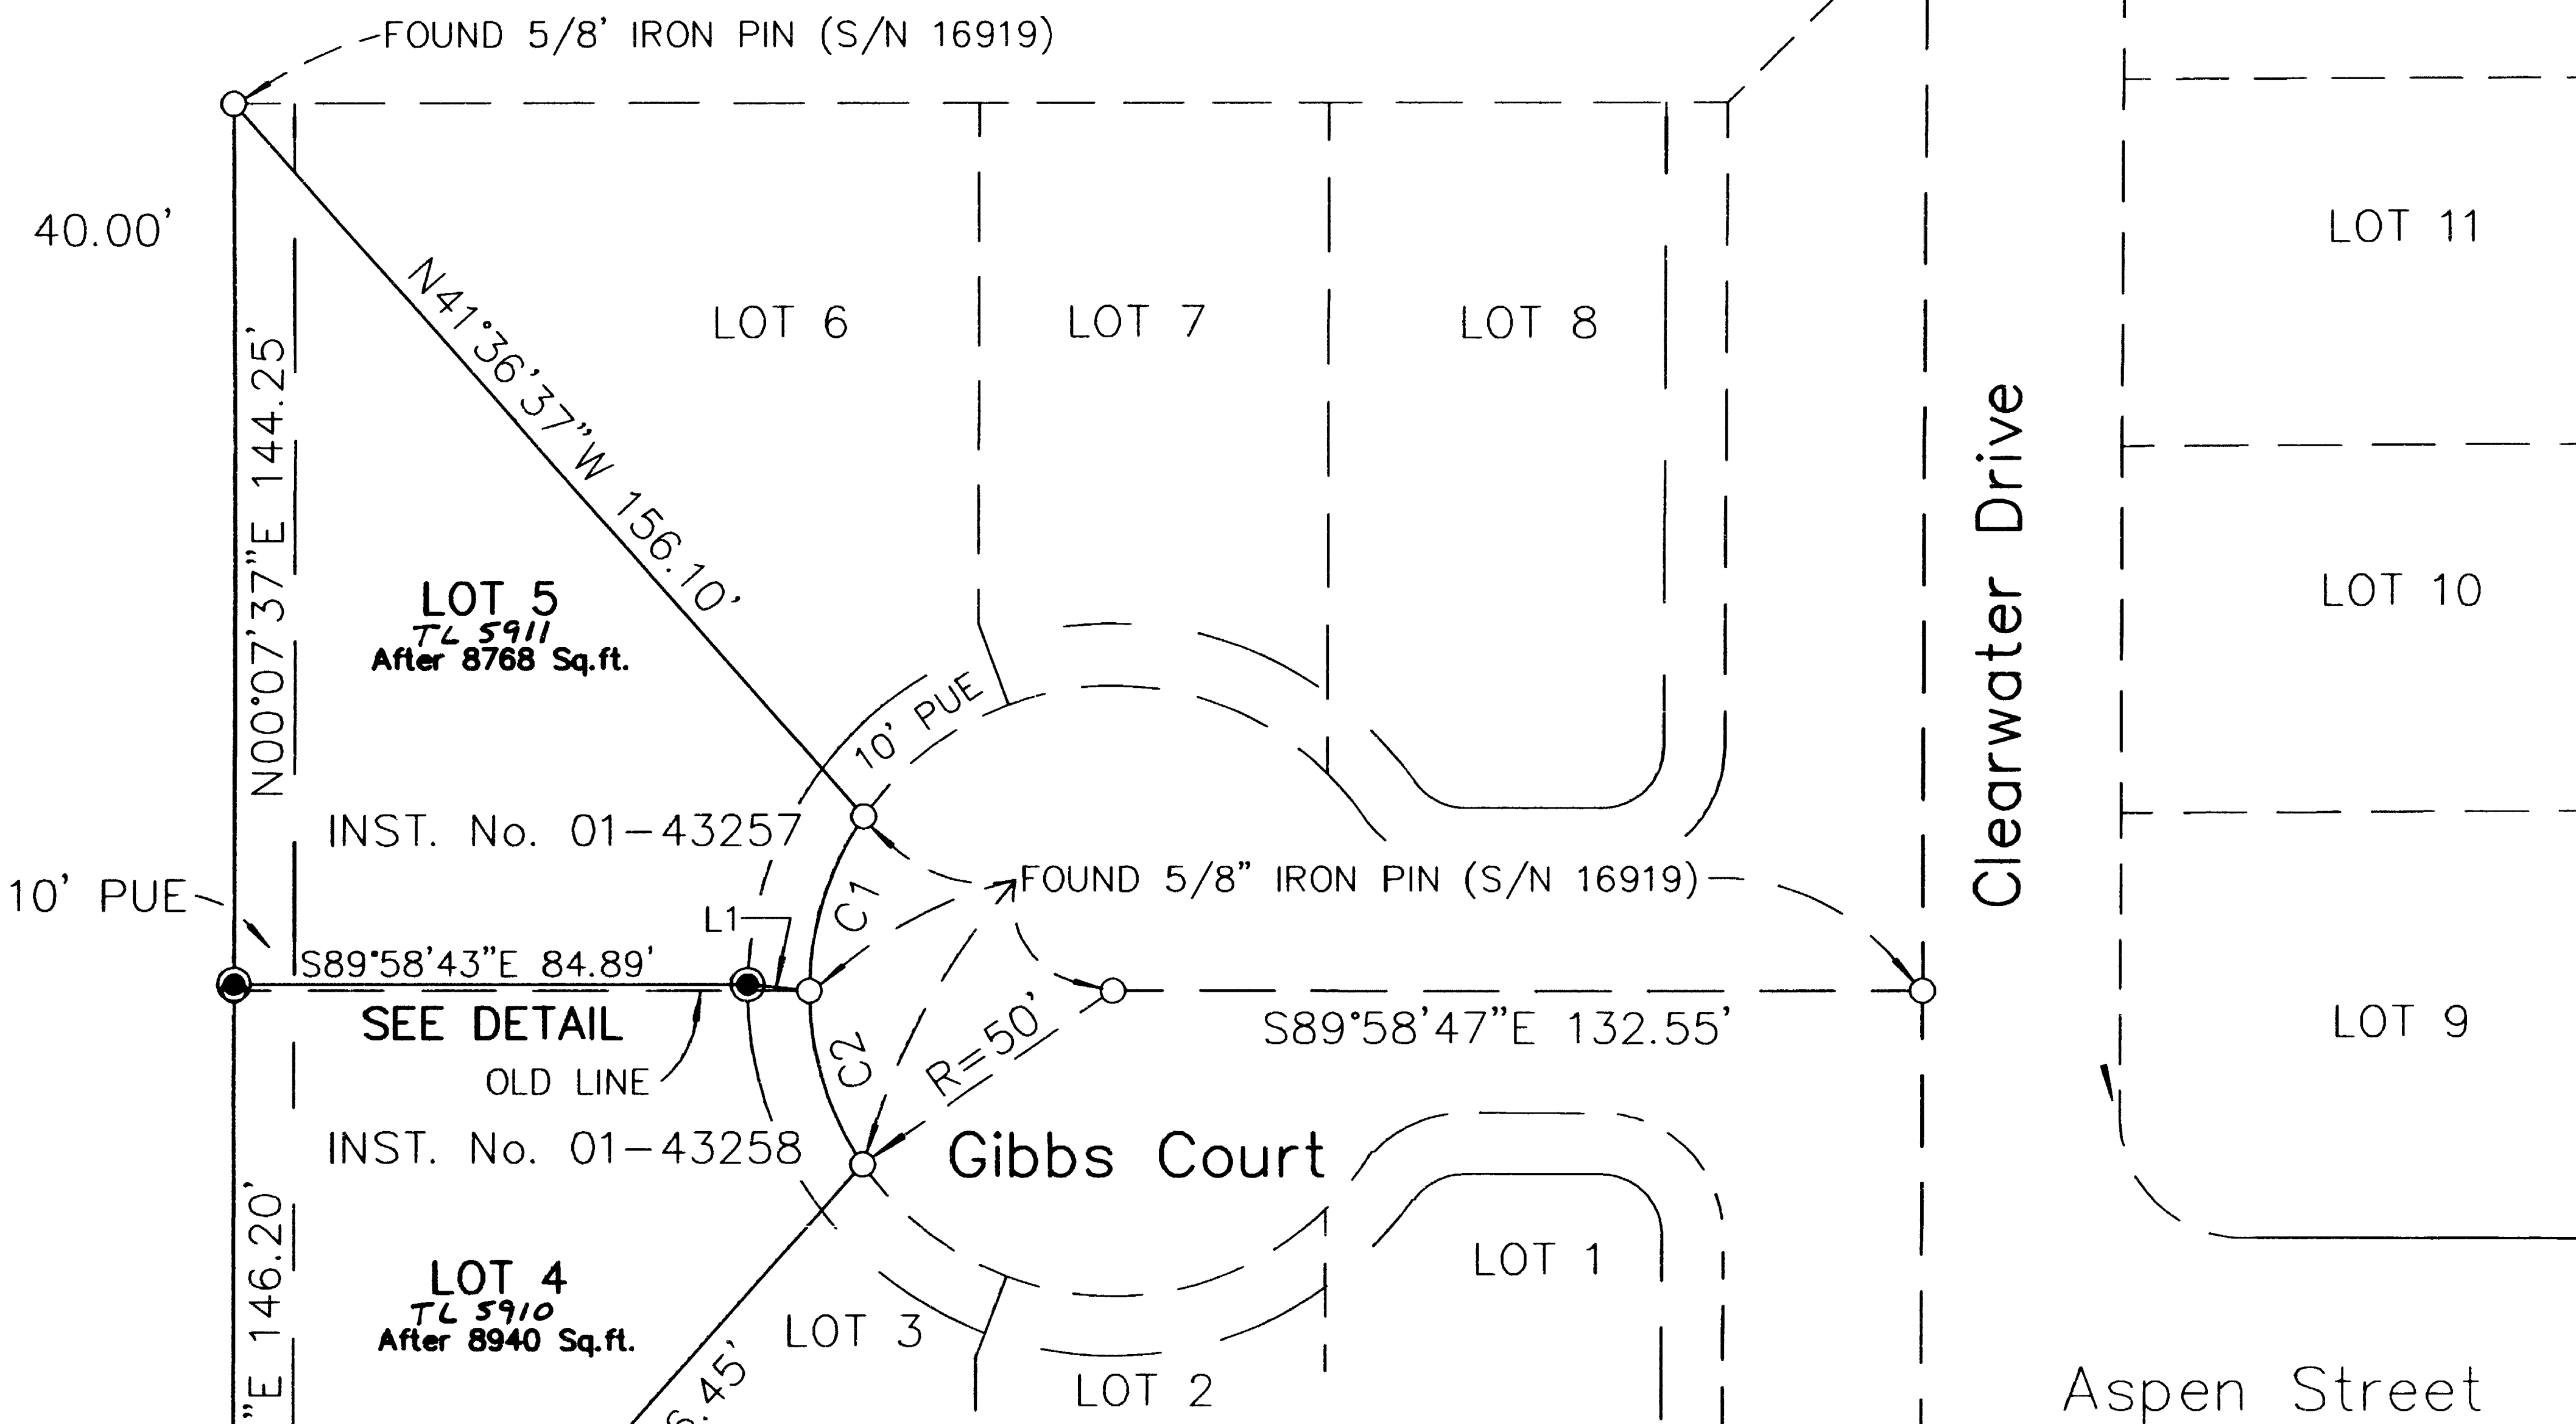 FOUND 5/8' IRON PIN (S/N 16919)
40.00'
N00°07'37"E 144.25'
N41°36'37"W 156.10'
LOT 6
LOT 7
LOT 8
LOT 11
LOT 10
LOT 9
Clearwater Drive
LOT 5
TL 5911
After 8768 Sq.ft.
10' PUE
INST. No. 01-43257
10' PUE
FOUND 5/8" IRON PIN (S/N 16919)
L1
C1
S89°58'43"E 84.89'
SEE DETAIL
OLD LINE
C2
R=50'
S89°58'47"E 132.55'
INST. No. 01-43258
Gibbs Court
"E 146.20'
LOT 4
TL 5910
After 8940 Sq.ft.
LOT 3
6.45'
LOT 2
LOT 1
Aspen Street